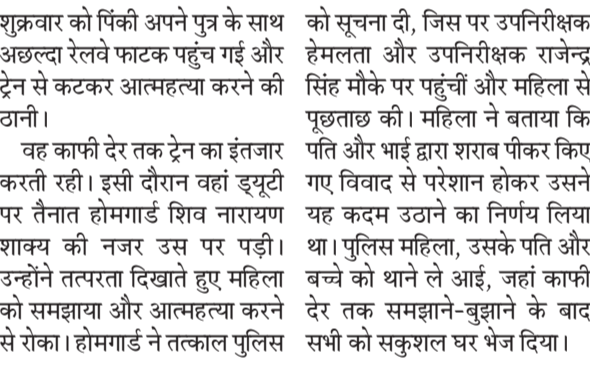 शुक्रवार को पिंकी अपने पुत्र के साथ
अछल्दा रेलवे फाटक पहुंच गई और
ट्रेन से कटकर आत्महत्या करने की
ठानी।
वह काफी देर तक ट्रेन का इंतजार
करती रही। इसी दौरान वहां ड्यूटी
पर तैनात होमगार्ड शिव नारायण
शाक्य की नजर उस पर पड़ी।
उन्होंने तत्परता दिखाते हुए महिला
को समझाया और आत्महत्या करने
से रोका। होमगार्ड ने तत्काल पुलिस
को सूचना दी, जिस पर उपनिरीक्षक
हेमलता और उपनिरीक्षक राजेन्द्र
सिंह मौके पर पहुंचीं और महिला से
पूछताछ की। महिला ने बताया कि
पति और भाई द्वारा शराब पीकर किए
गए विवाद से परेशान होकर उसने
यह कदम उठाने का निर्णय लिया
था। पुलिस महिला, उसके पति और
बच्चे को थाने ले आई, जहां काफी
देर तक समझाने-बुझाने के बाद
सभी को सकुशल घर भेज दिया।